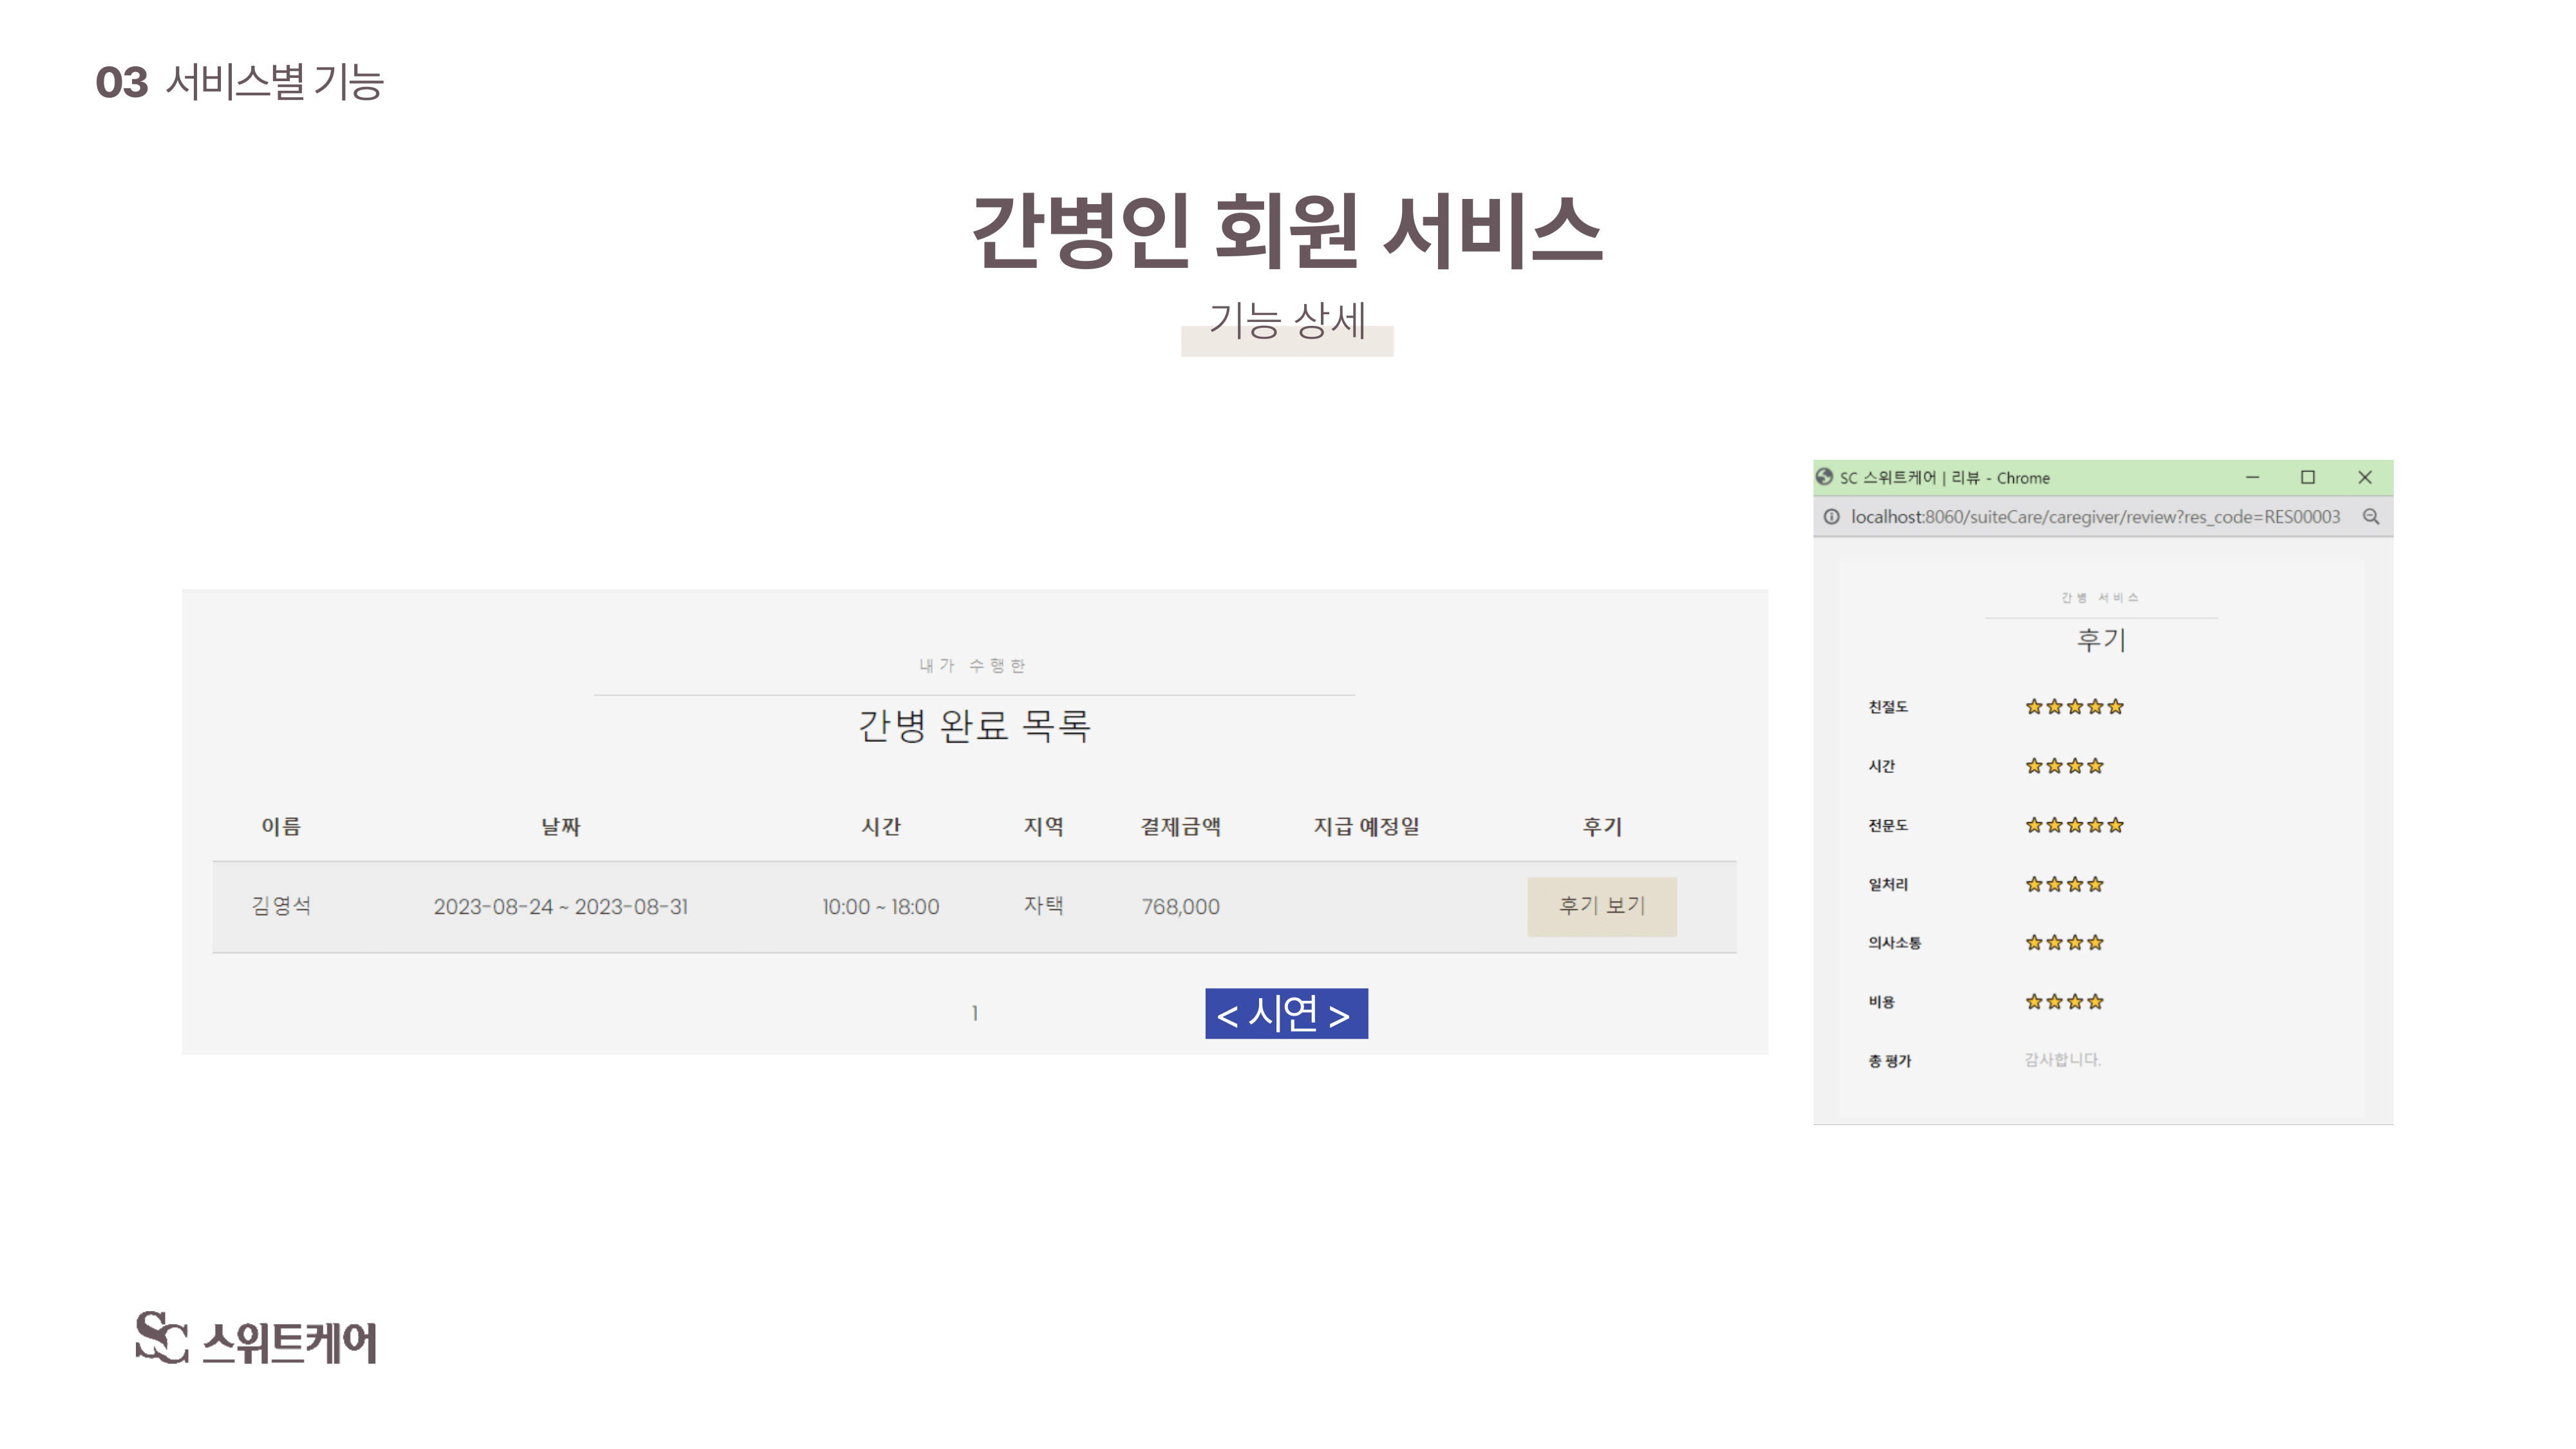 03 서비스별 기능
간병인 회원 서비스
기능 상세
내가 수행한
간병 완료 목록
이름 날짜 시간 지역 결제금액 지급 예정일 후기
김영석 2023-08-24 ~ 2023-08-31 10:00 ~ 18:00 자택 768,000 후기 보기
1
< 시연 >
SC 스위트케어 | 리뷰 - Chrome
localhost:8060/suiteCare/caregiver/review?res_code=RES00003
간병 서비스
후기
친절도 ★★★★★
시간 ★★★★
전문도 ★★★★★
일처리 ★★★★
의사소통 ★★★★
비용 ★★★★
총 평가 감사합니다.
SC 스위트케어